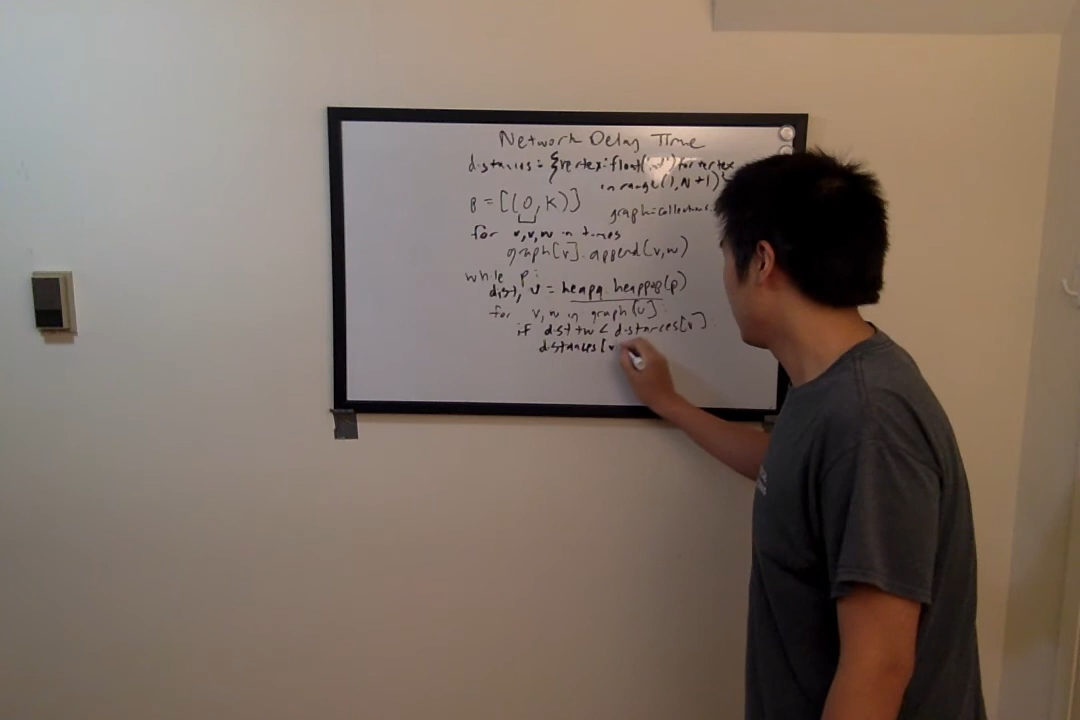 Network Delay Time
distances = {vertex: float('inf') for vertex
in range(1, N+1)
P = [(0, K)]
graph = collections.
for u, v, w in times
graph[u].append(v, w)
while p:
dist, u = heapq.heappop(p)
for v, w in graph[u]:
if dist + w < distances[v]:
distances[v